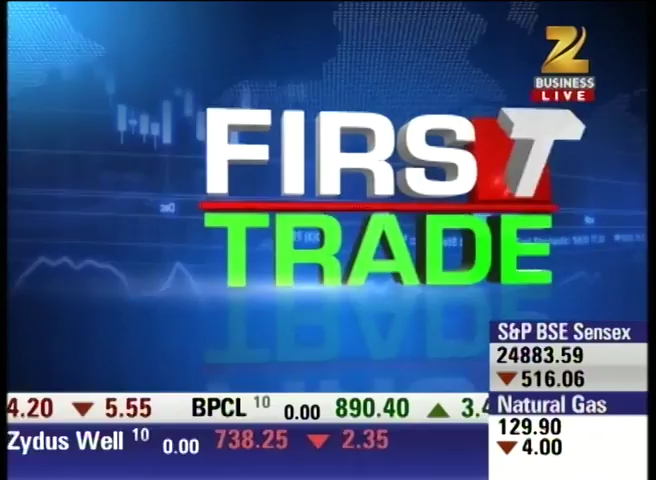 Z
BUSINESS
LIVE
FIRST
TRADE
S&P BSE Sensex
24883.59
▼ 516.06
4.20 ▼ 5.55 BPCL 10 0.00 890.40 ▲ 3.4
Natural Gas
129.90
▼ 4.00
Zydus Well 10 0.00 738.25 ▼ 2.35